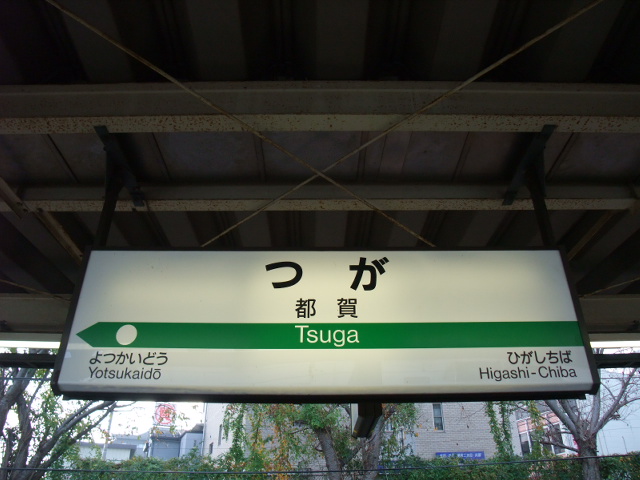 つが
都賀
Tsuga
よつかいどう
Yotsukaidō
ひがしちば
Higashi-Chiba